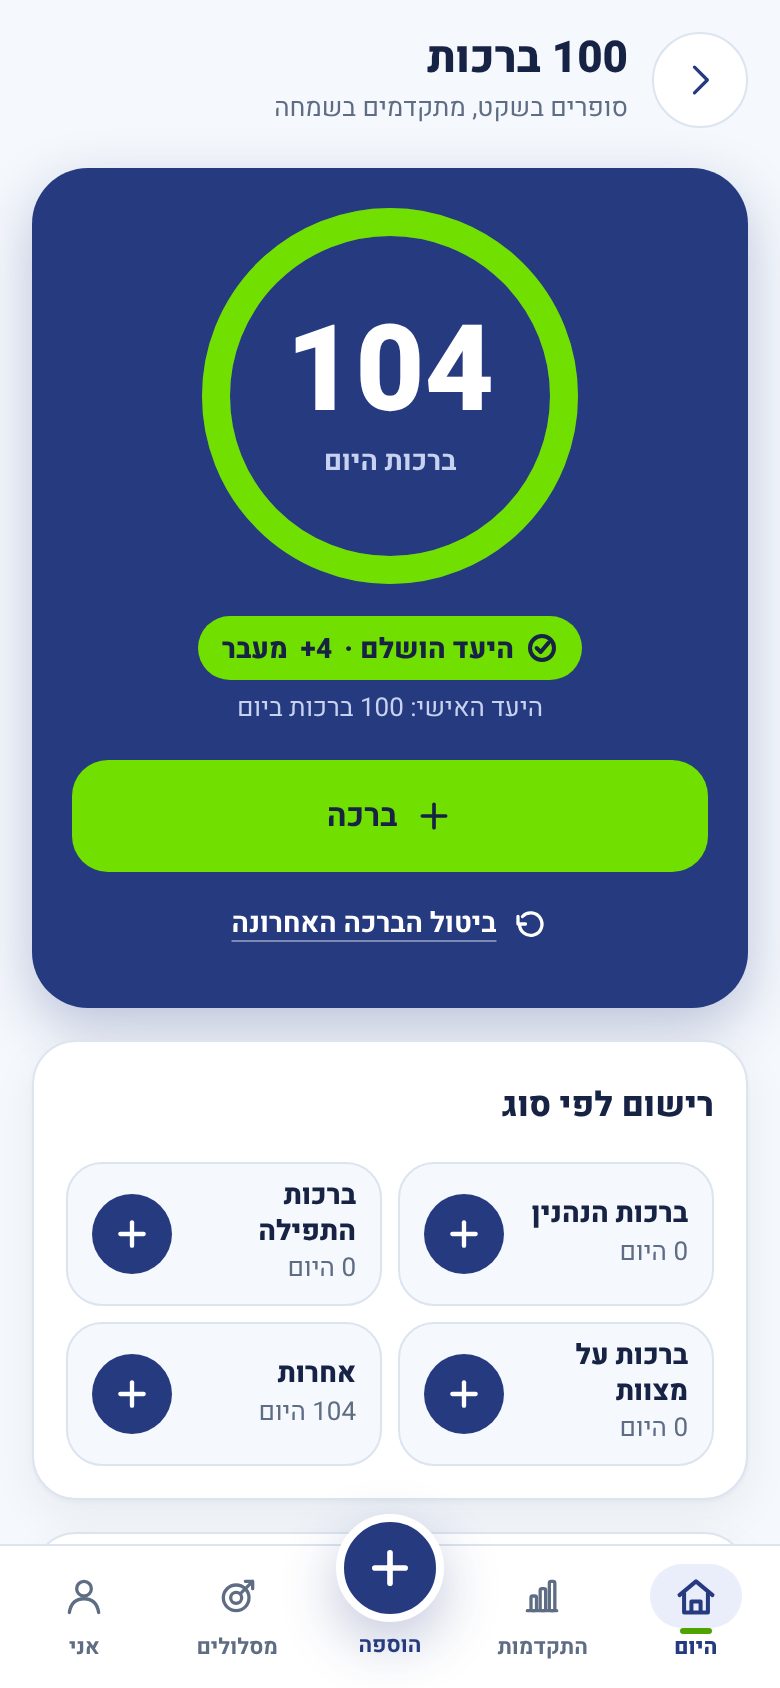 100 ברכות
סופרים בשקט, מתקדמים בשמחה
104
ברכות היום
היעד הושלם · +4 מעבר
היעד האישי: 100 ברכות ביום
ברכה
ביטול הברכה האחרונה
רישום לפי סוג
ברכות הנהנין
0 היום
ברכות
התפילה
0 היום
ברכות על
מצוות
0 היום
אחרות
104 היום
היום
התקדמות
הוספה
מסלולים
אני